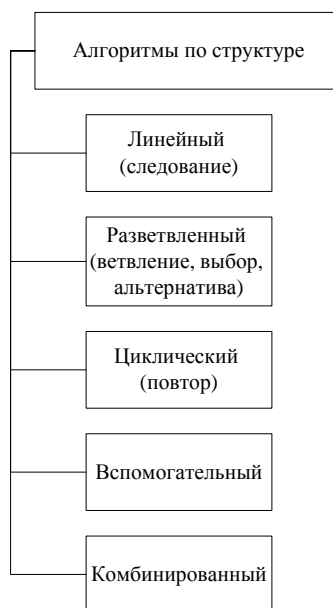 Алгоритмы по структуре
Линейный
(следование)
Разветвленный
(ветвление, выбор,
альтернатива)
Циклический
(повтор)
Вспомогательный
Комбинированный